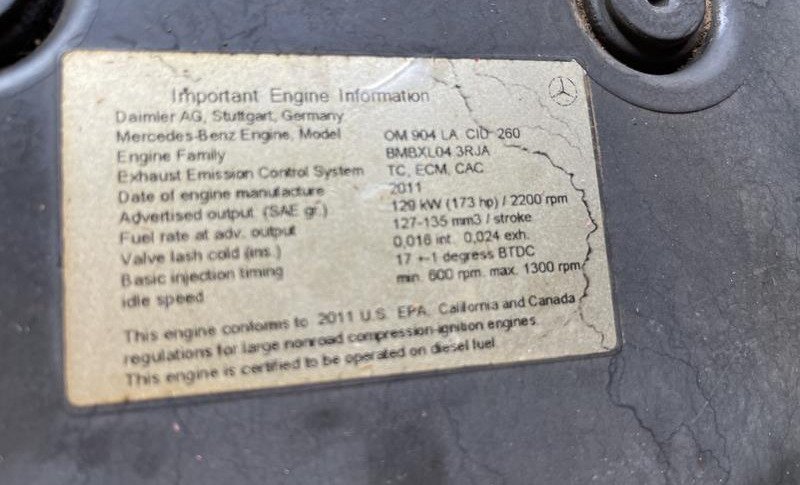 Important Engine Information
Daimler AG, Stuttgart, Germany
Mercedes-Benz Engine, Model OM 904 LA CID 260
Engine Family BMBXL04.3RJA
Exhaust Emission Control System TC, ECM, CAC
Date of engine manufacture 2011
Advertised output (SAE gr.) 129 kW (173 hp) / 2200 rpm
Fuel rate at adv. output 127-135 mm3 / stroke
Valve lash cold (ins.) 0,016 int. 0,024 exh.
Basic injection timing 17 +-1 degress BTDC
idle speed min. 600 rpm. max. 1300 rpm
This engine conforms to 2011 U.S. EPA, California and Canada
regulations for large nonroad compression-ignition engines.
This engine is certified to be operated on diesel fuel